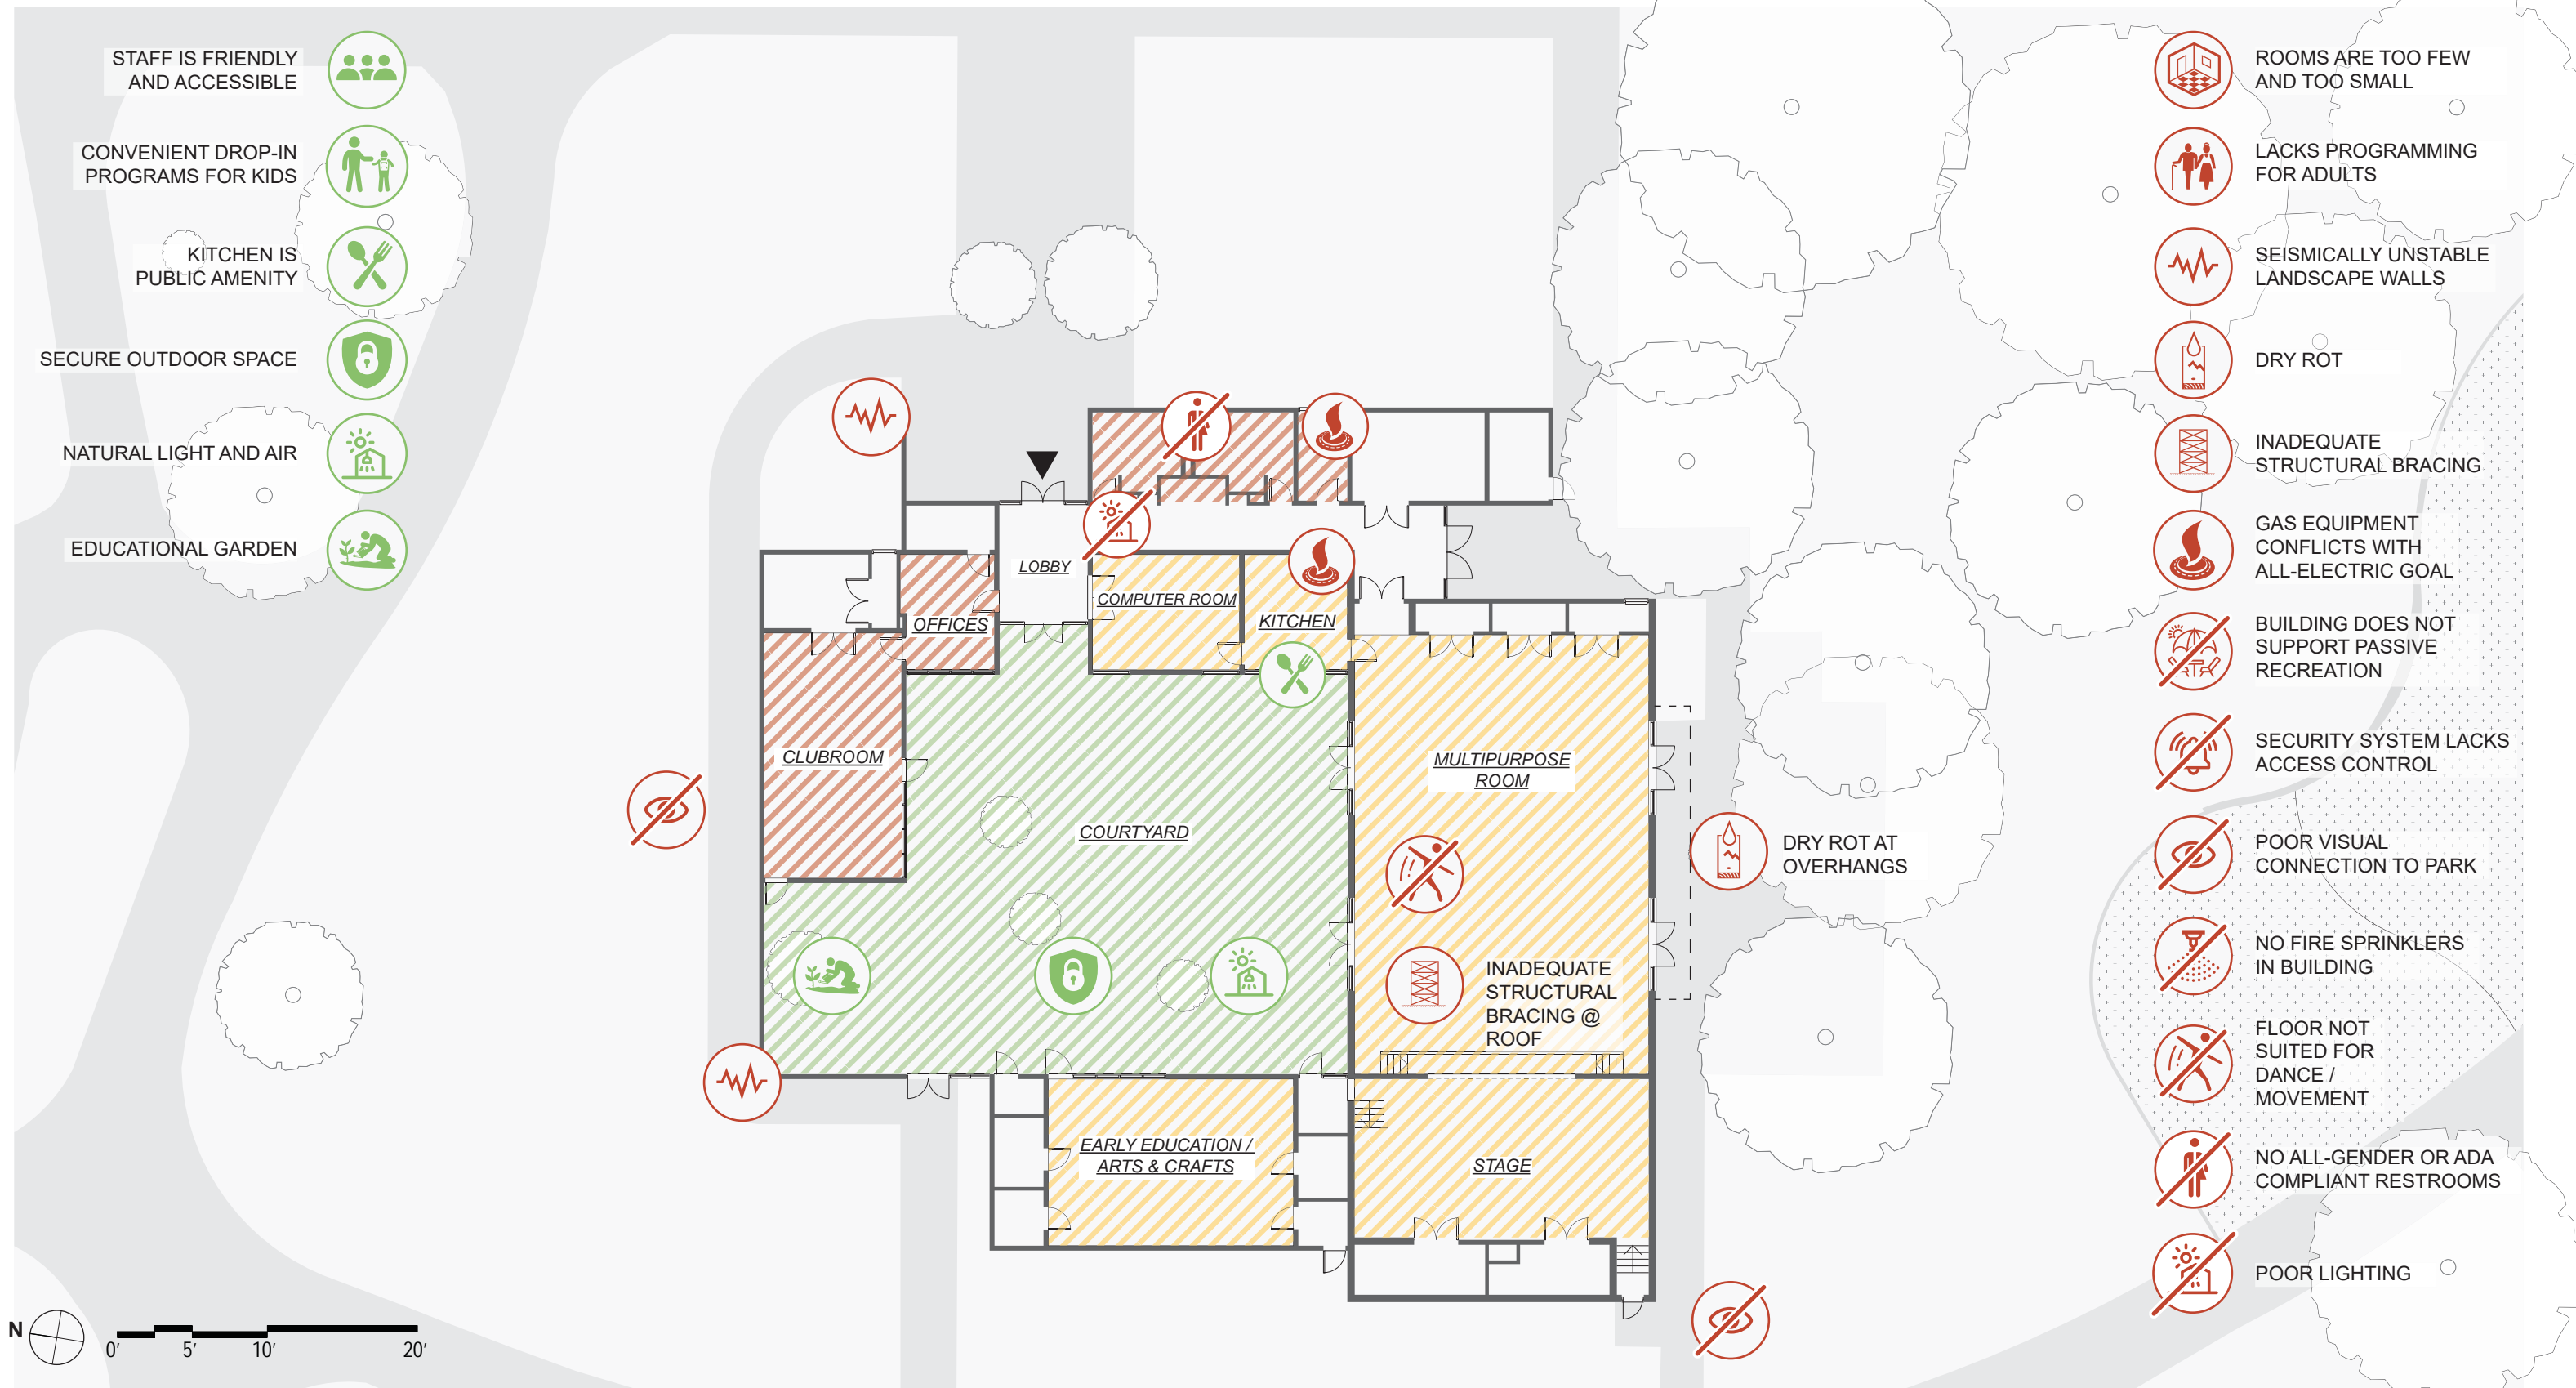 STAFF IS FRIENDLY
AND ACCESSIBLE
CONVENIENT DROP-IN
PROGRAMS FOR KIDS
KITCHEN IS
PUBLIC AMENITY
SECURE OUTDOOR SPACE
NATURAL LIGHT AND AIR
EDUCATIONAL GARDEN
LOBBY
COMPUTER ROOM
OFFICES
KITCHEN
CLUBROOM
MULTIPURPOSE
ROOM
COURTYARD
DRY ROT AT
OVERHANGS
INADEQUATE
STRUCTURAL
BRACING @
ROOF
EARLY EDUCATION /
ARTS & CRAFTS
STAGE
ROOMS ARE TOO FEW
AND TOO SMALL
LACKS PROGRAMMING
FOR ADULTS
SEISMICALLY UNSTABLE
LANDSCAPE WALLS
DRY ROT
INADEQUATE
STRUCTURAL BRACING
GAS EQUIPMENT
CONFLICTS WITH
ALL-ELECTRIC GOAL
BUILDING DOES NOT
SUPPORT PASSIVE
RECREATION
SECURITY SYSTEM LACKS
ACCESS CONTROL
POOR VISUAL
CONNECTION TO PARK
NO FIRE SPRINKLERS
IN BUILDING
FLOOR NOT
SUITED FOR
DANCE /
MOVEMENT
NO ALL-GENDER OR ADA
COMPLIANT RESTROOMS
POOR LIGHTING
N
0' 5' 10' 20'